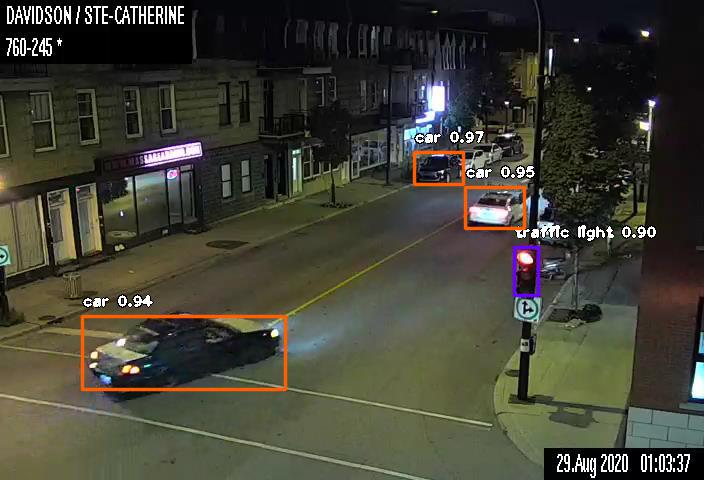 DAVIDSON / STE-CATHERINE
760-245 *
car 0.97
car 0.95
traffic light 0.90
car 0.94
29.Aug 2020 01:03:37